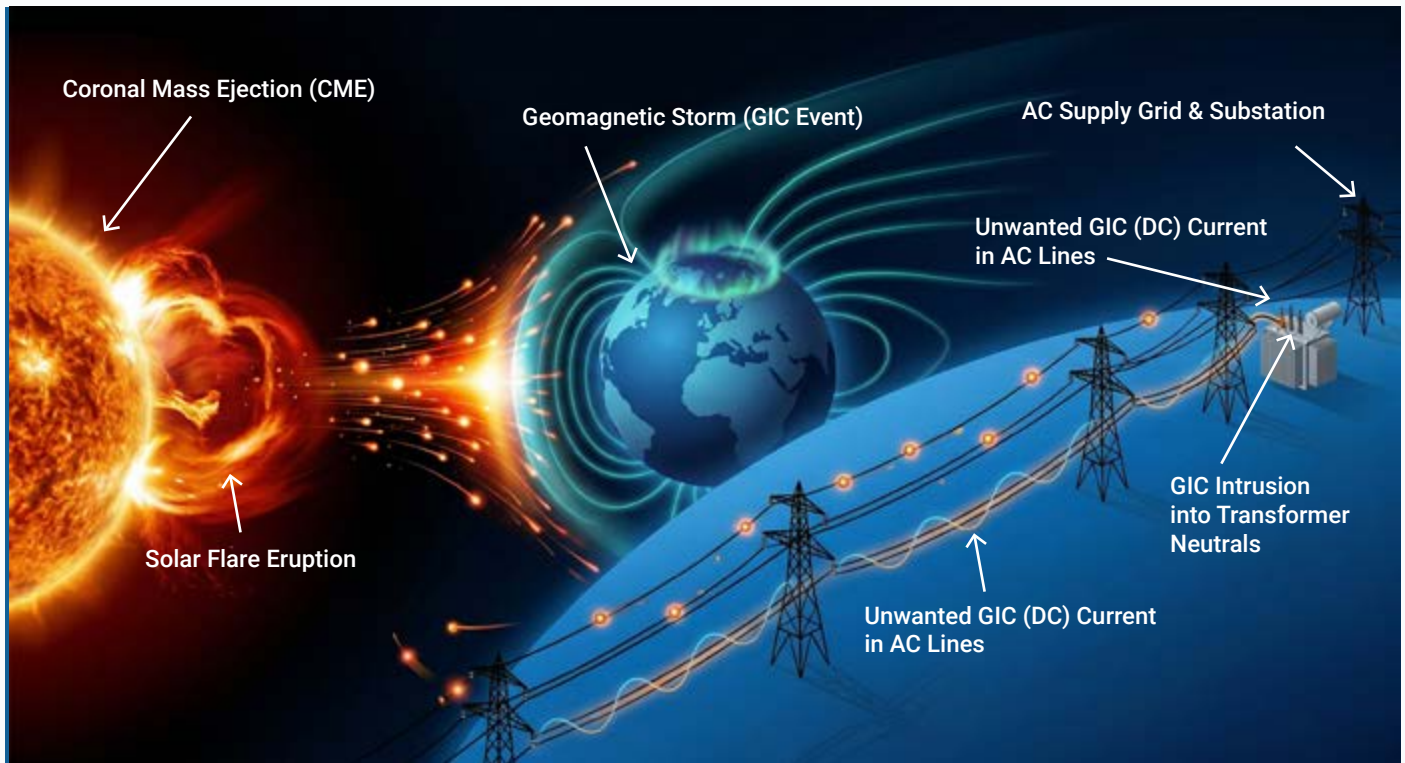 Coronal Mass Ejection (CME)
Geomagnetic Storm (GIC Event)
AC Supply Grid & Substation
Unwanted GIC (DC) Current
in AC Lines
GIC Intrusion
into Transformer
Neutrals
Solar Flare Eruption
Unwanted GIC (DC) Current
in AC Lines